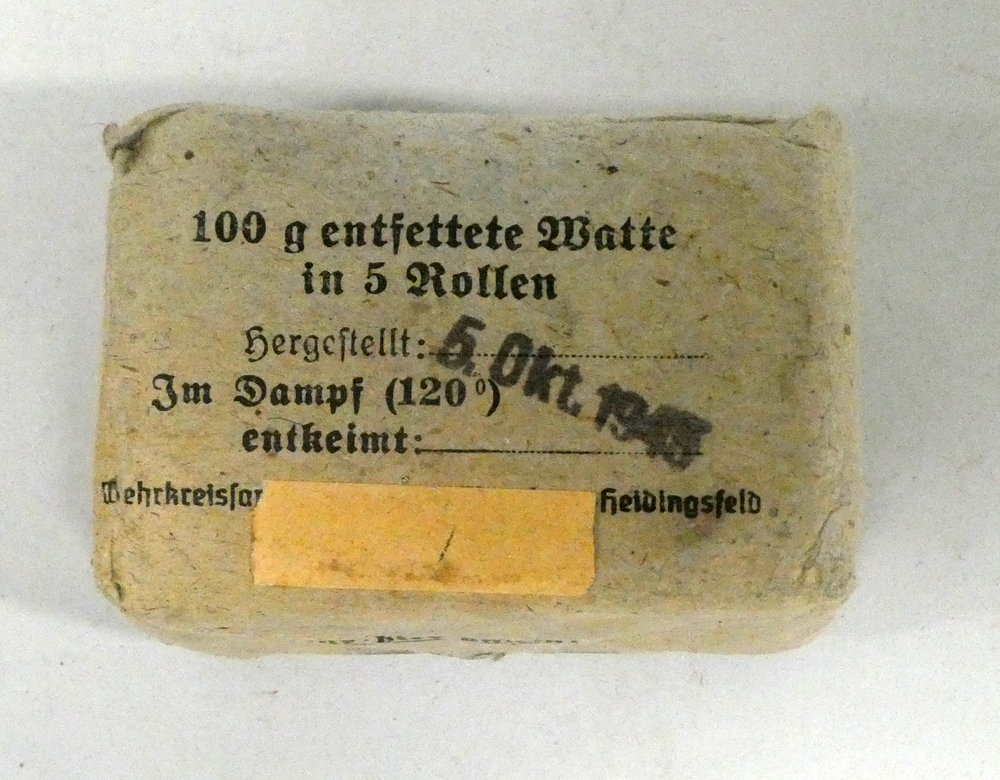 100 g entfettete Watte
in 5 Rollen
Hergestellt: 5. Okt.
Im Dampf (120°)
entkeimt:
Heidingsfeld